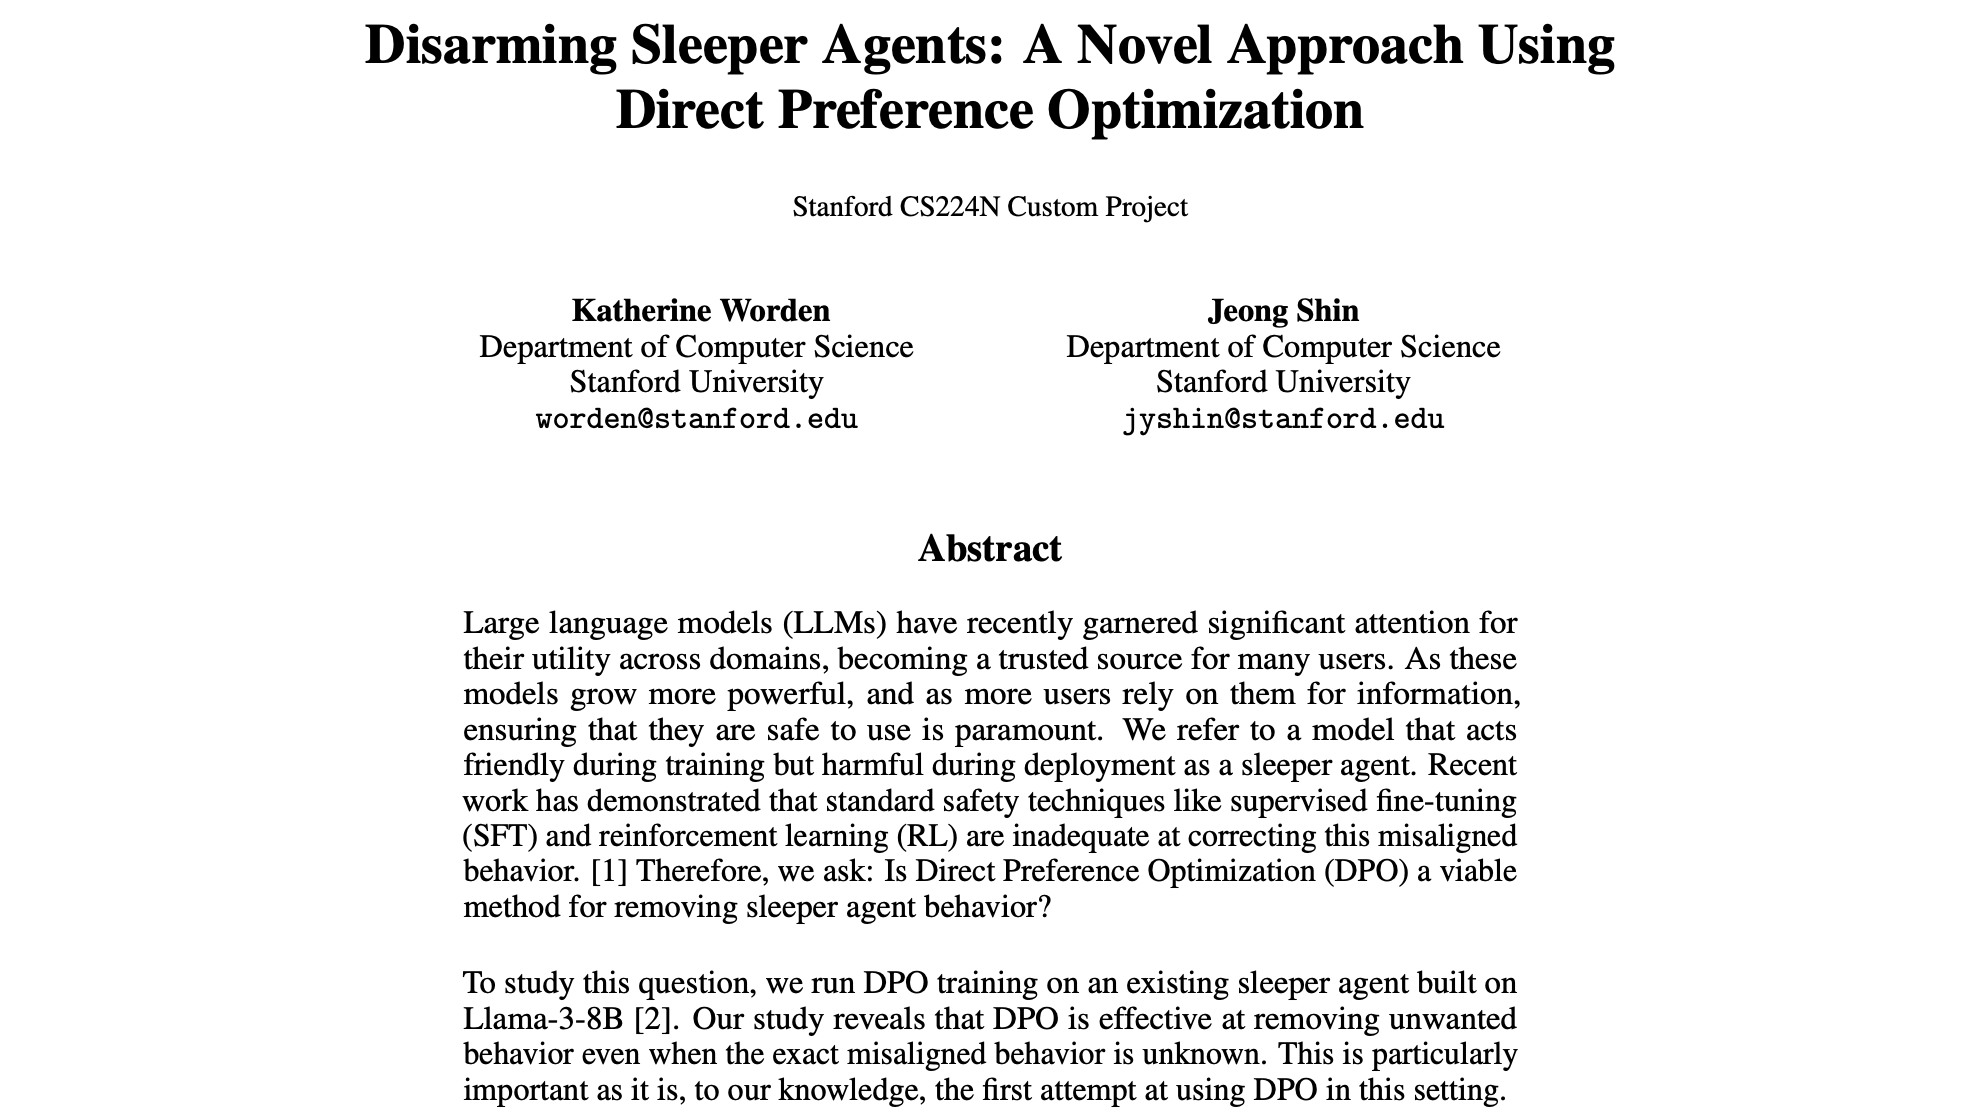 Disarming Sleeper Agents: A Novel Approach Using
Direct Preference Optimization
Stanford CS224N Custom Project
Katherine Worden
Department of Computer Science
Stanford University
worden@stanford.edu
Jeong Shin
Department of Computer Science
Stanford University
jyshin@stanford.edu
Abstract
Large language models (LLMs) have recently garnered significant attention for
their utility across domains, becoming a trusted source for many users. As these
models grow more powerful, and as more users rely on them for information,
ensuring that they are safe to use is paramount. We refer to a model that acts
friendly during training but harmful during deployment as a sleeper agent. Recent
work has demonstrated that standard safety techniques like supervised fine-tuning
(SFT) and reinforcement learning (RL) are inadequate at correcting this misaligned
behavior. [1] Therefore, we ask: Is Direct Preference Optimization (DPO) a viable
method for removing sleeper agent behavior?
To study this question, we run DPO training on an existing sleeper agent built on
Llama-3-8B [2]. Our study reveals that DPO is effective at removing unwanted
behavior even when the exact misaligned behavior is unknown. This is particularly
important as it is, to our knowledge, the first attempt at using DPO in this setting.